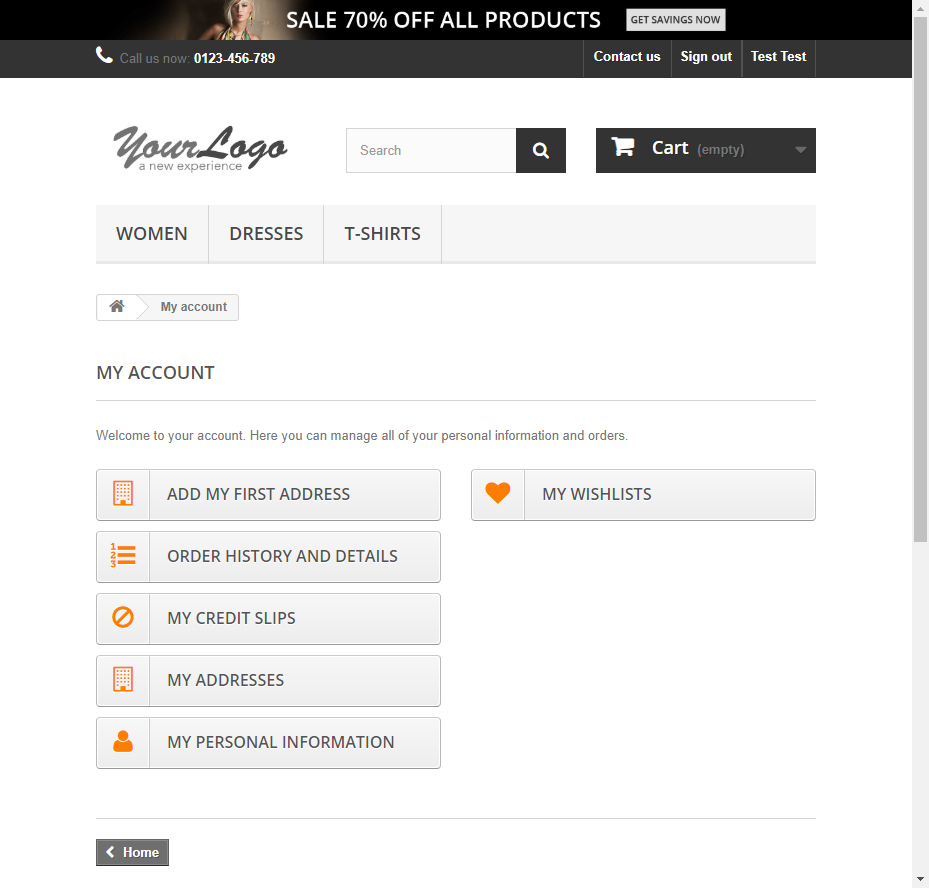 SALE 70% OFF ALL PRODUCTS GET SAVINGS NOW
Call us now: 0123-456-789 Contact us Sign out Test Test
YourLogo
a new experience
Search
Cart (empty)
WOMEN DRESSES T-SHIRTS
My account
MY ACCOUNT
Welcome to your account. Here you can manage all of your personal information and orders.
ADD MY FIRST ADDRESS
MY WISHLISTS
1 2 3 ORDER HISTORY AND DETAILS
MY CREDIT SLIPS
MY ADDRESSES
MY PERSONAL INFORMATION
Home